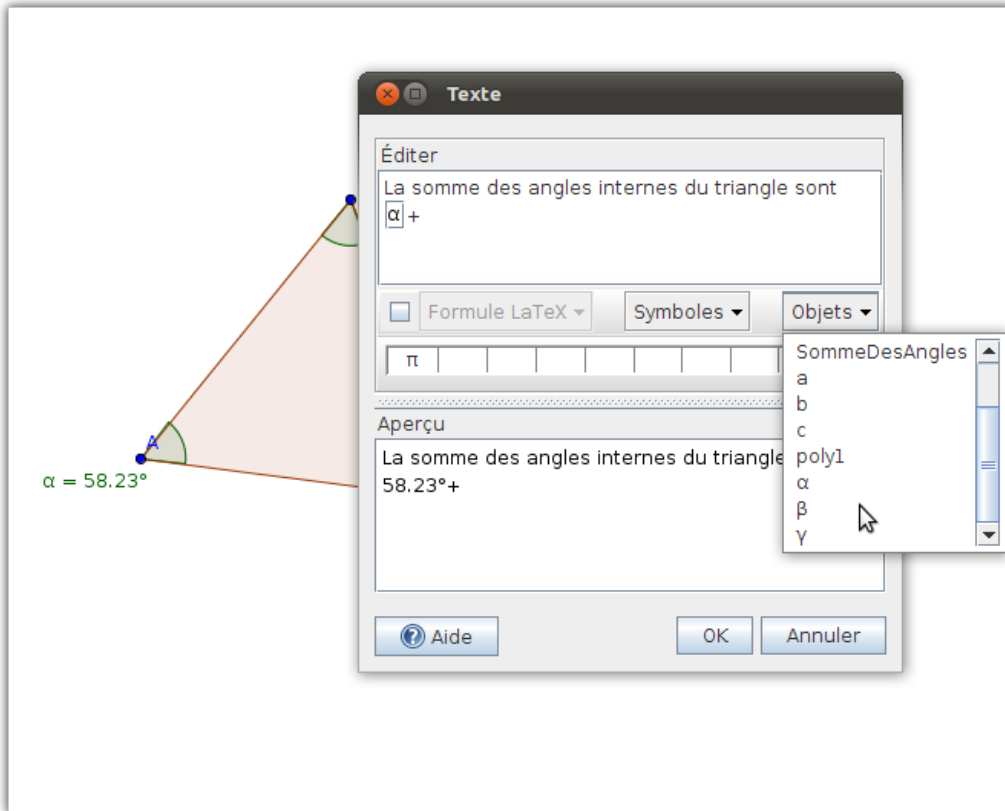 Texte
Éditer
La somme des angles internes du triangle sont
α +
Formule LaTeX
Symboles
Objets
π
SommeDesAngles
a
b
c
poly1
α
β
γ
Aperçu
La somme des angles internes du triangle
58.23°+
Aide
OK
Annuler
A
α = 58.23°